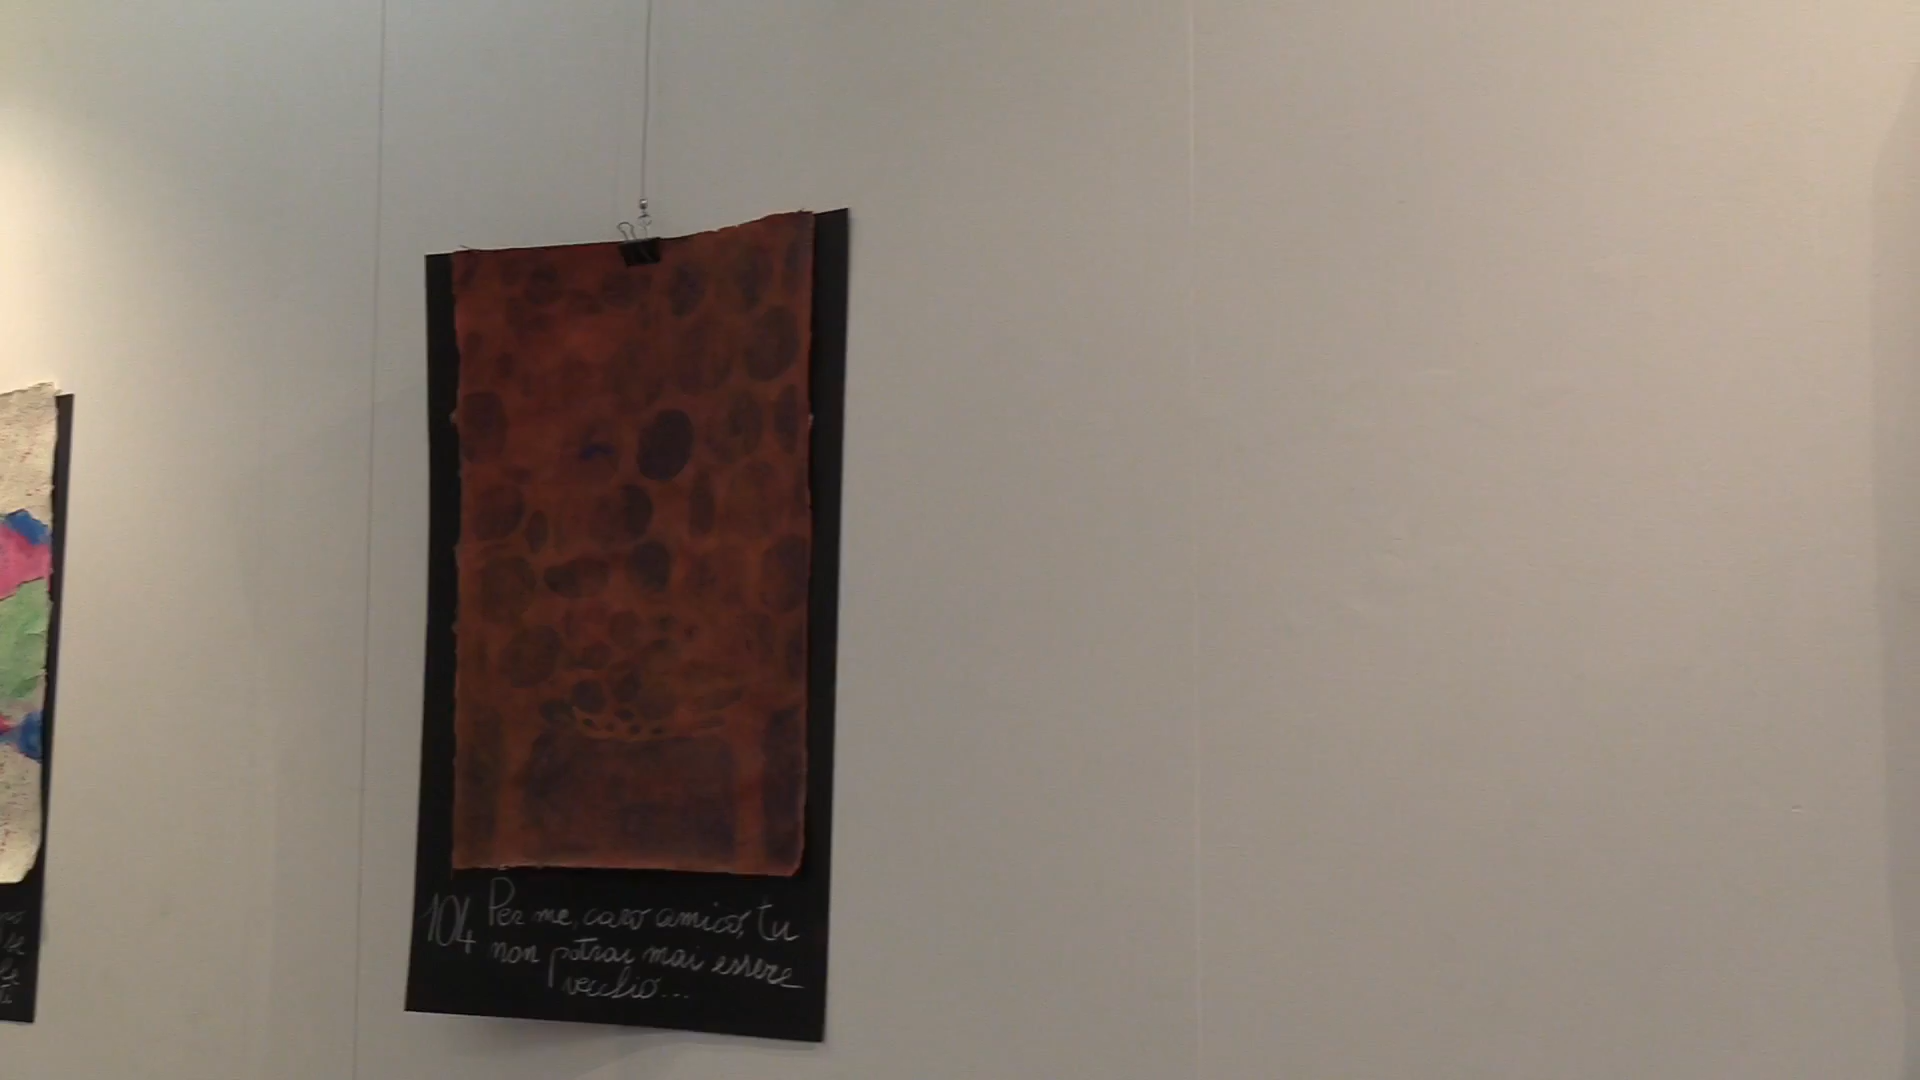 104 Per me, caro amico, tu
non potrai mai essere
vecchio...